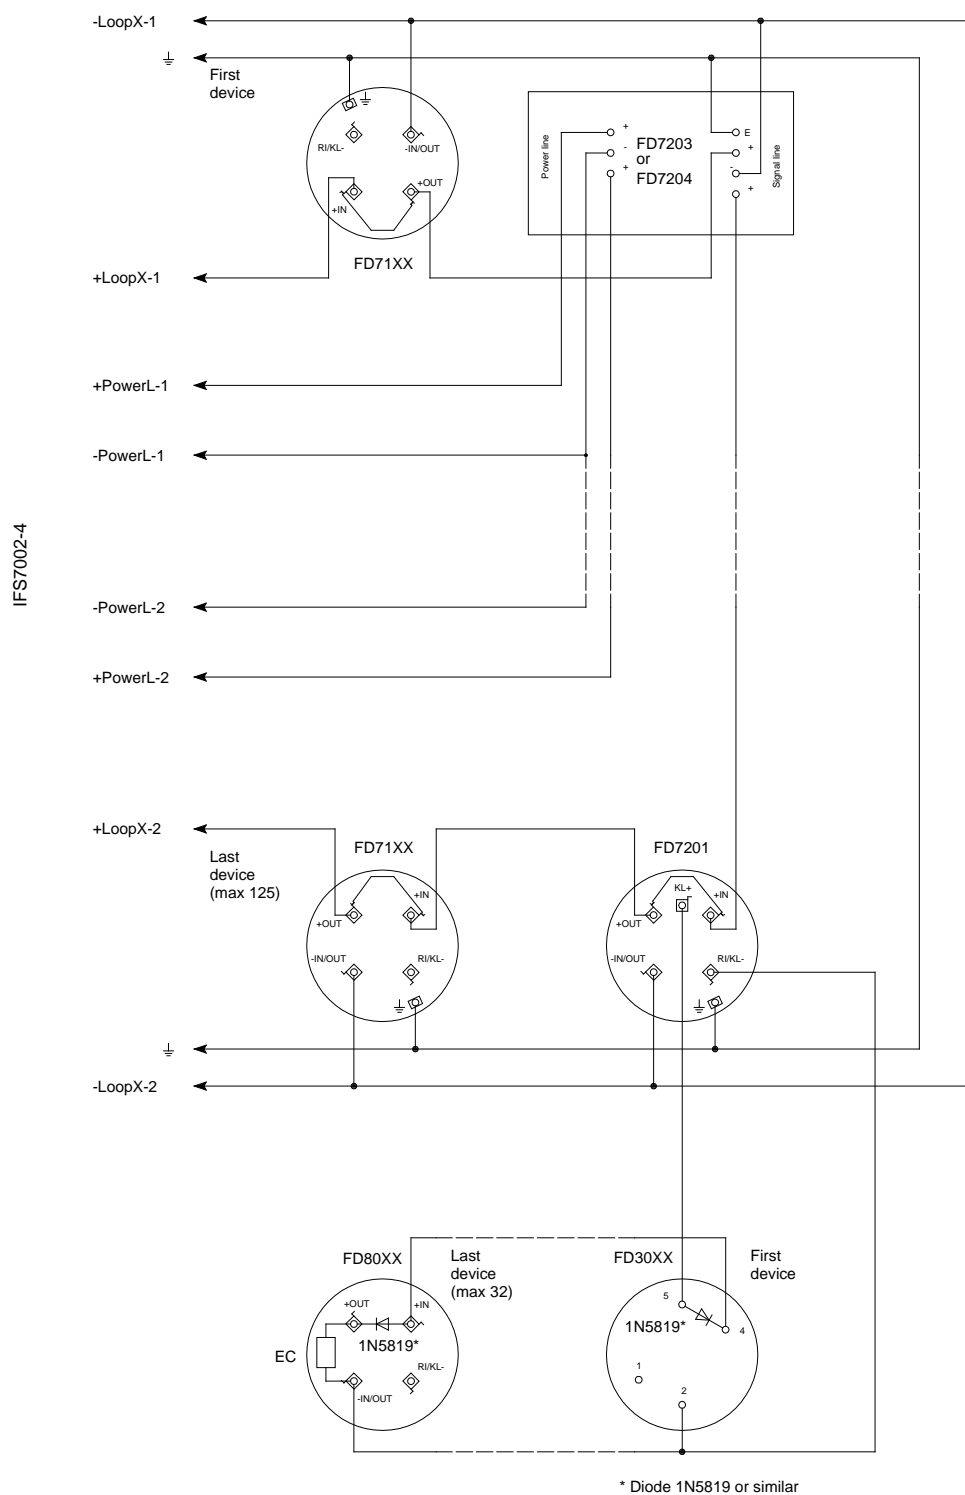 -LoopX-1
First
device
RI/KL-
-IN/OUT
+IN
+OUT
FD71XX
Power line
+
-
+
FD7203
or
FD7204
E
+
-
+
Signal line
+LoopX-1
+PowerL-1
-PowerL-1
IFS7002-4
-PowerL-2
+PowerL-2
+LoopX-2
Last
device
(max 125)
FD71XX
+IN
+OUT
-IN/OUT
RI/KL-
FD7201
KL+
+IN
+OUT
-IN/OUT
RI/KL-
-LoopX-2
FD80XX
Last
device
(max 32)
+OUT
+IN
1N5819*
EC
RI/KL-
-IN/OUT
FD30XX
First
device
5
1N5819*
4
1
2
* Diode 1N5819 or similar